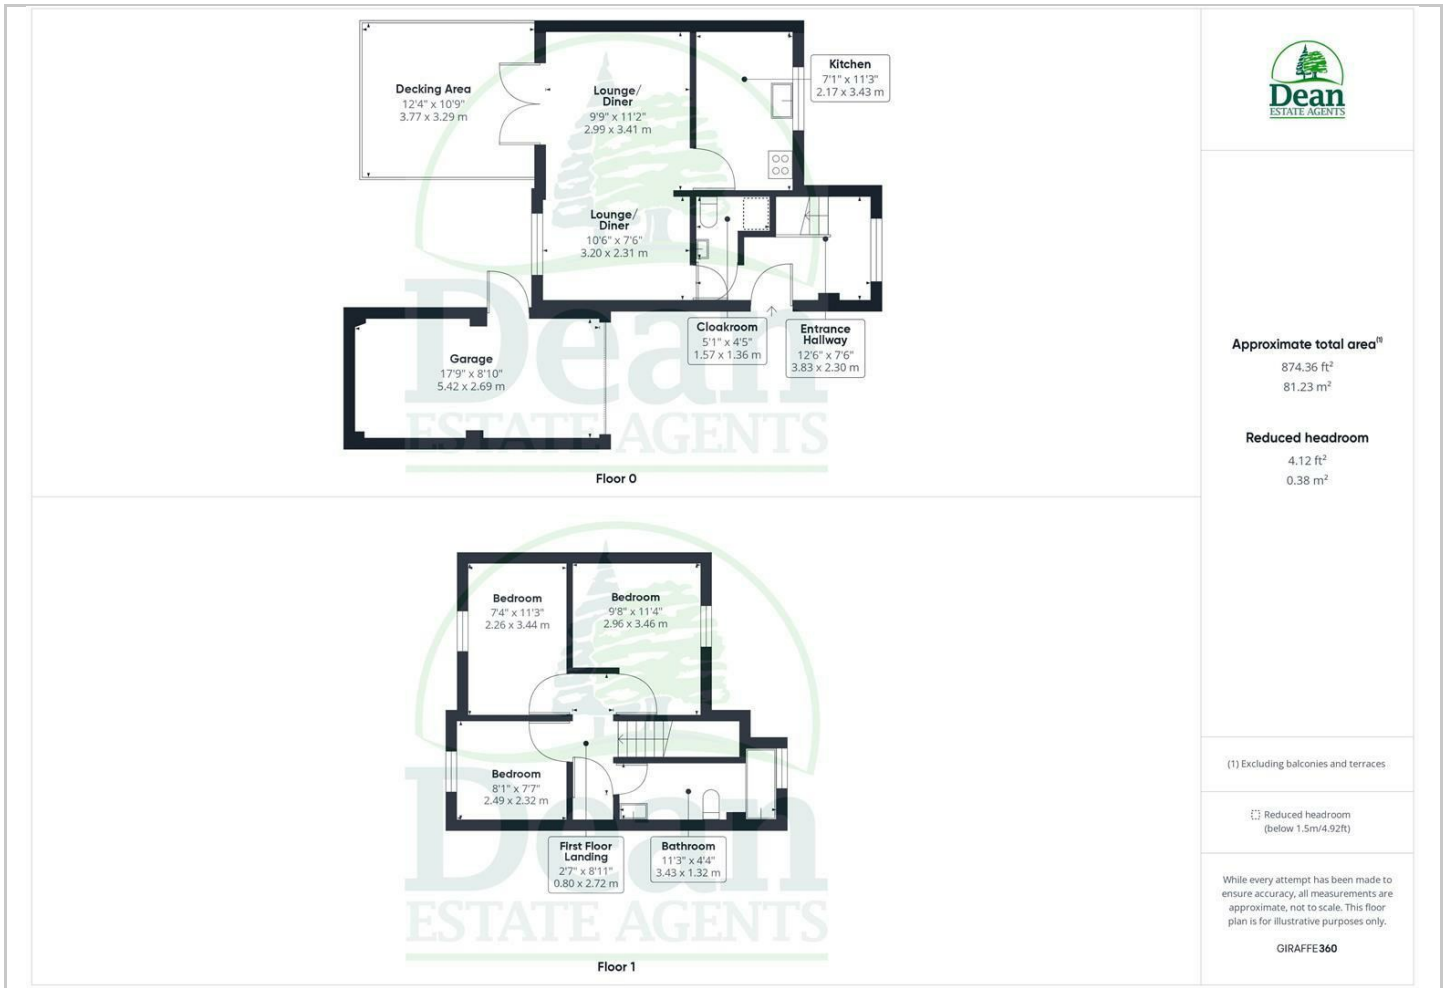 Decking Area
12'4" x 10'9"
3.77 x 3.29 m
Lounge/
Diner
9'9" x 11'2"
2.99 x 3.41 m
Kitchen
7'1" x 11'3"
2.17 x 3.43 m
Lounge/
Diner
10'6" x 7'6"
3.20 x 2.31 m
Cloakroom
5'1" x 4'5"
1.57 x 1.36 m
Entrance
Hallway
12'6" x 7'6"
3.83 x 2.30 m
Garage
17'9" x 8'10"
5.42 x 2.69 m
Dean
ESTATE AGENTS
Floor 0
Bedroom
7'4" x 11'3"
2.26 x 3.44 m
Bedroom
9'8" x 11'4"
2.96 x 3.46 m
Bedroom
8'1" x 7'7"
2.49 x 2.32 m
First Floor
Landing
2'7" x 8'11"
0.80 x 2.72 m
Bathroom
11'3" x 4'4"
3.43 x 1.32 m
Dean
ESTATE AGENTS
Floor 1
Dean
ESTATE AGENTS
Approximate total area(1)
874.36 ft²
81.23 m²
Reduced headroom
4.12 ft²
0.38 m²
(1) Excluding balconies and terraces
Reduced headroom
(below 1.5m/4.92ft)
While every attempt has been made to
ensure accuracy, all measurements are
approximate, not to scale. This floor
plan is for illustrative purposes only.
GIRAFFE360